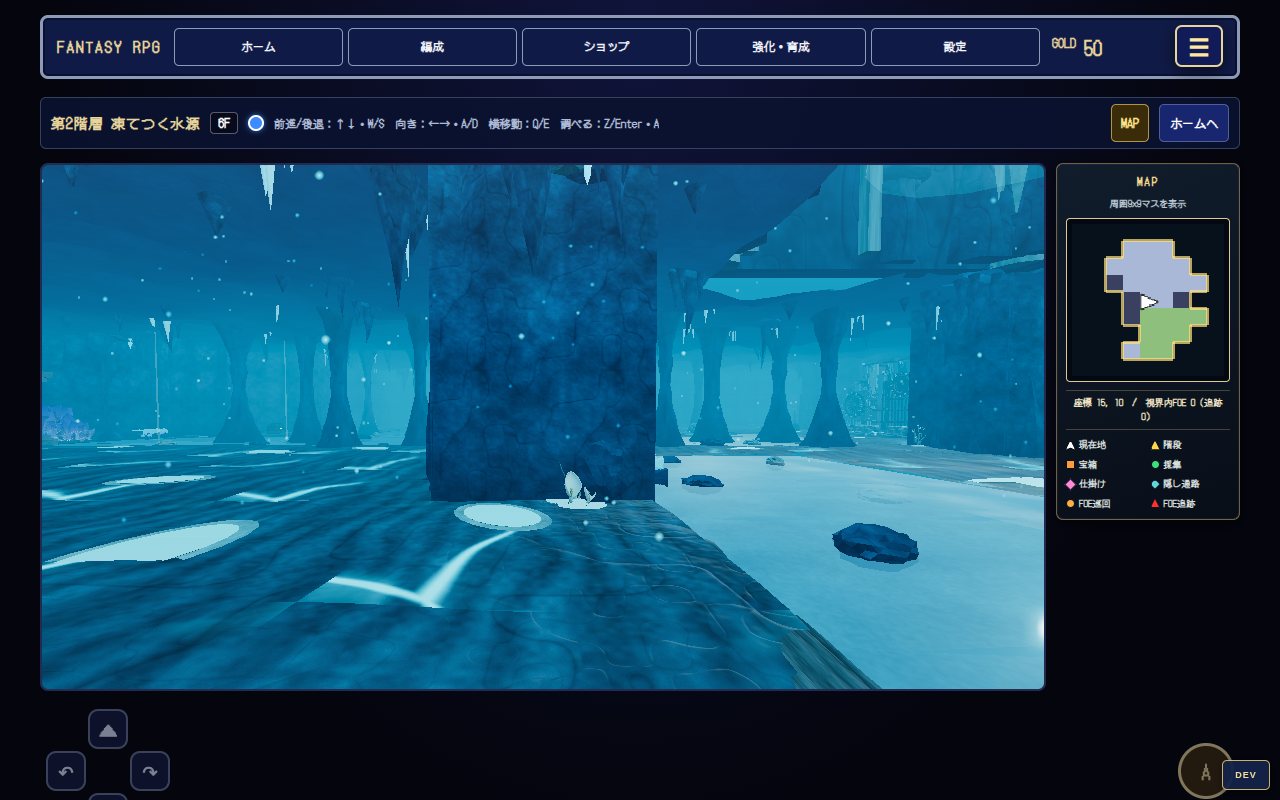 FANTASY RPG
ホーム
編成
ショップ
強化・育成
設定
GOLD 50
第2階層 凍てつく水源 6F
前進/後退:↑↓・W/S 向き:←→・A/D 横移動:Q/E 調べる:Z/Enter・A
MAP
ホームへ
MAP
周囲9x9マスを表示
座標 15, 10 / 視界内FOE 0 (追跡
0)
現在地
階段
宝箱
採集
仕掛け
隠し通路
FOE巡回
FOE追跡
A
DEV